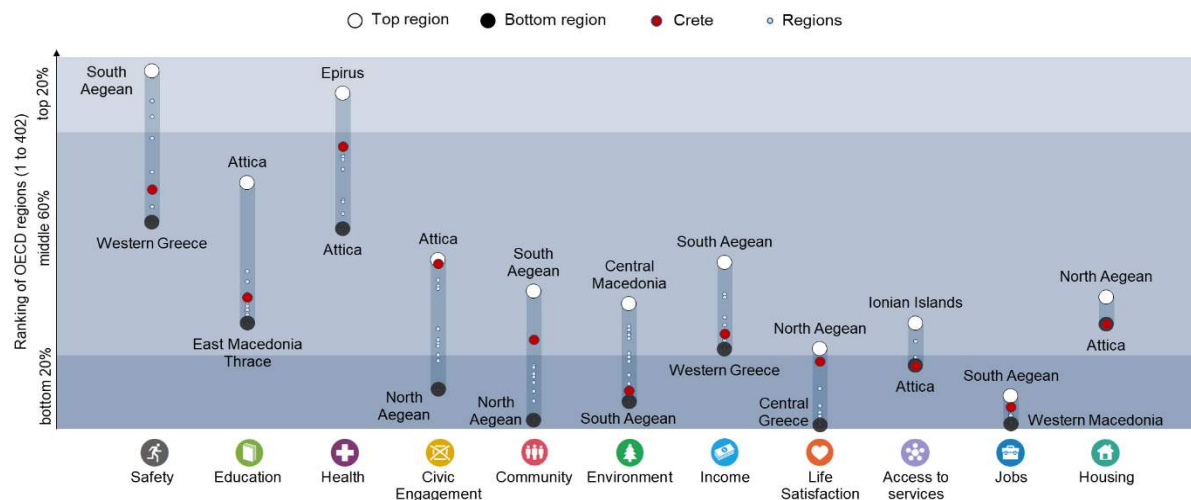 Top region
Bottom region
Crete
Regions
Ranking of OECD regions (1 to 402)
top 20%
middle 60%
bottom 20%
South
Aegean
Western Greece
Attica
East Macedonia
Thrace
Epirus
Attica
Attica
North
Aegean
South
Aegean
North
Aegean
Central
Macedonia
South Aegean
South Aegean
Western Greece
North Aegean
Central
Greece
Ionian Islands
Attica
South Aegean
Western Macedonia
North Aegean
Attica
Safety
Education
Health
Civic
Engagement
Community
Environment
Income
Life
Satisfaction
Access to
services
Jobs
Housing